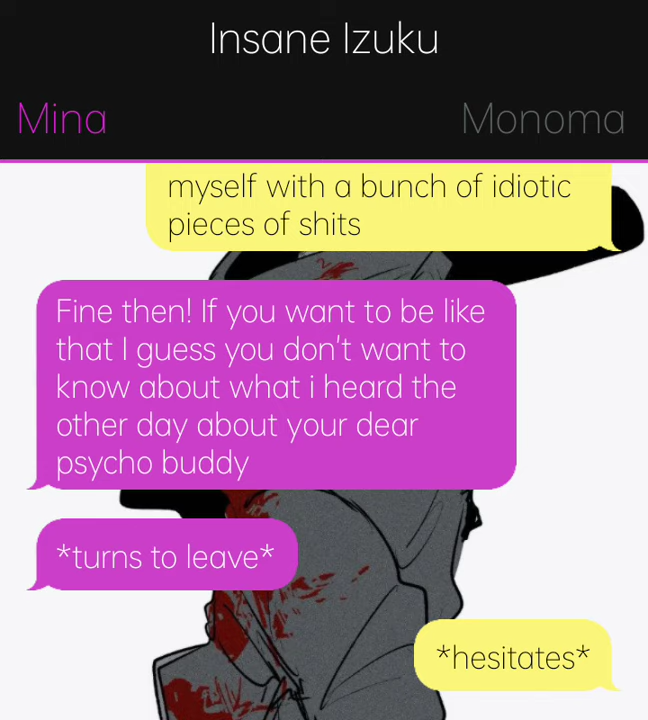 Insane Izuku
Mina
Monoma
myself with a bunch of idiotic
pieces of shits
Fine then! If you want to be like
that I guess you don't want to
know about what i heard the
other day about your dear
psycho buddy
*turns to leave*
*hesitates*